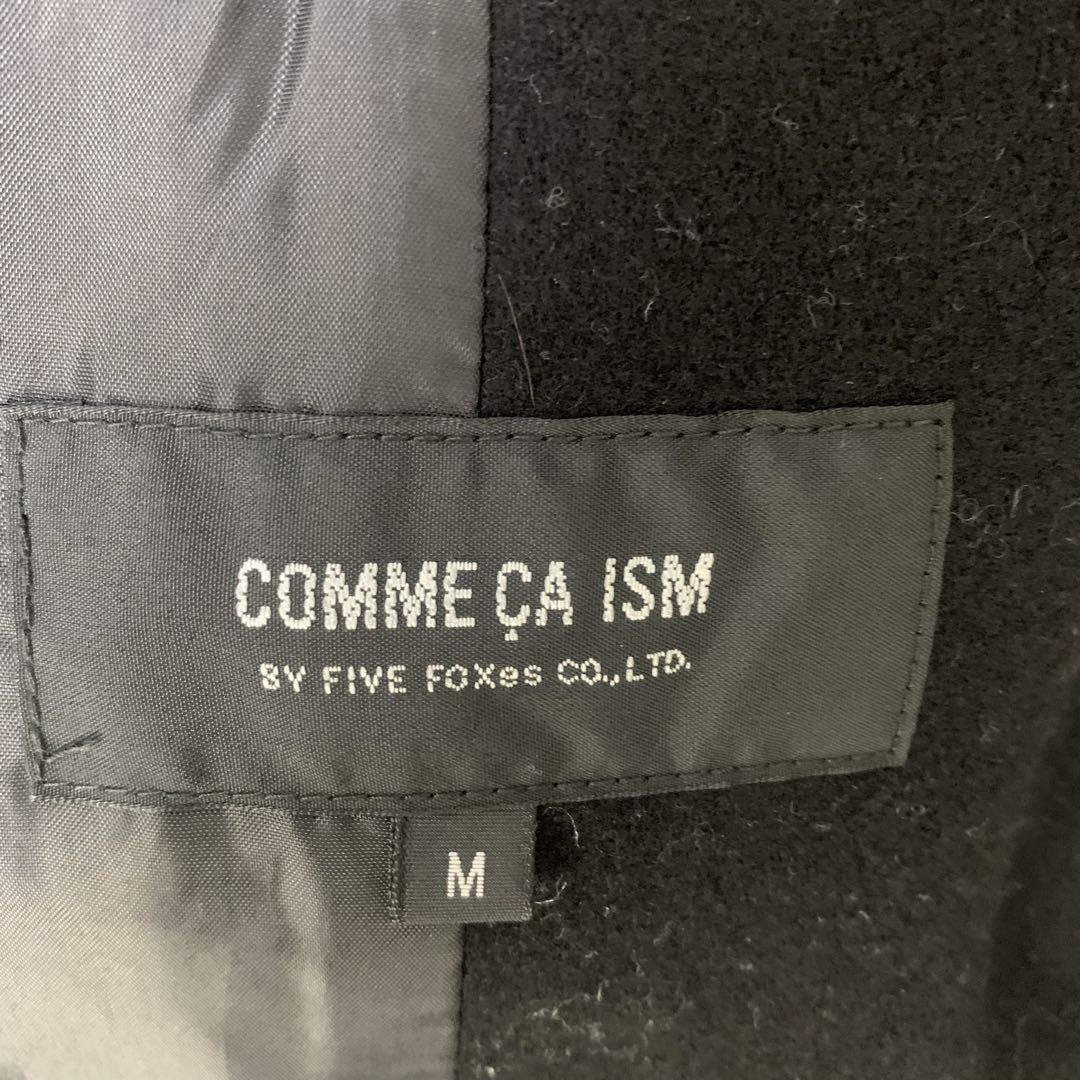 COMME ÇA ISM
BY FIVE FOXes CO., LTD.
M